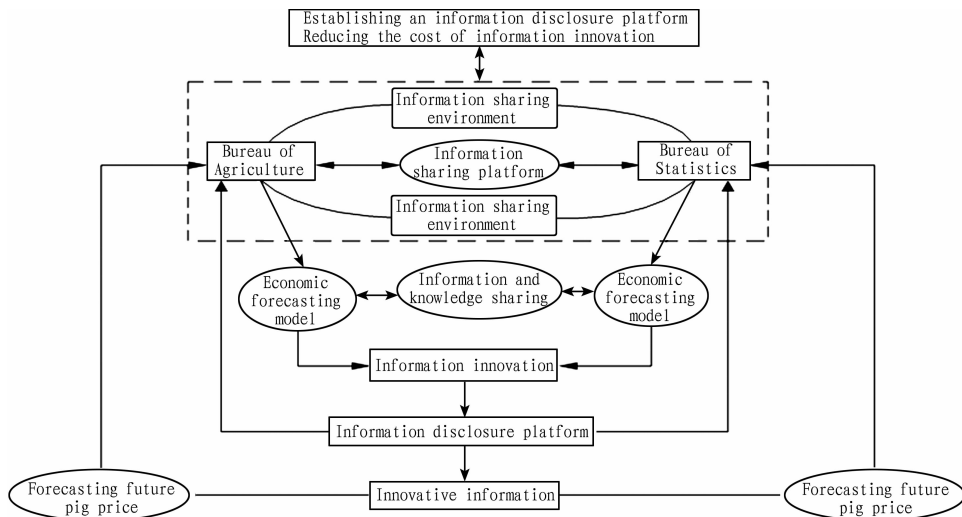 Establishing an information disclosure platform
Reducing the cost of information innovation
Information sharing
environment
Bureau of
Agriculture
Information
sharing platform
Bureau of
Statistics
Information sharing
environment
Economic
forecasting
model
Information and
knowledge sharing
Economic
forecasting
model
Information innovation
Information disclosure platform
Forecasting future
pig price
Innovative information
Forecasting future
pig price